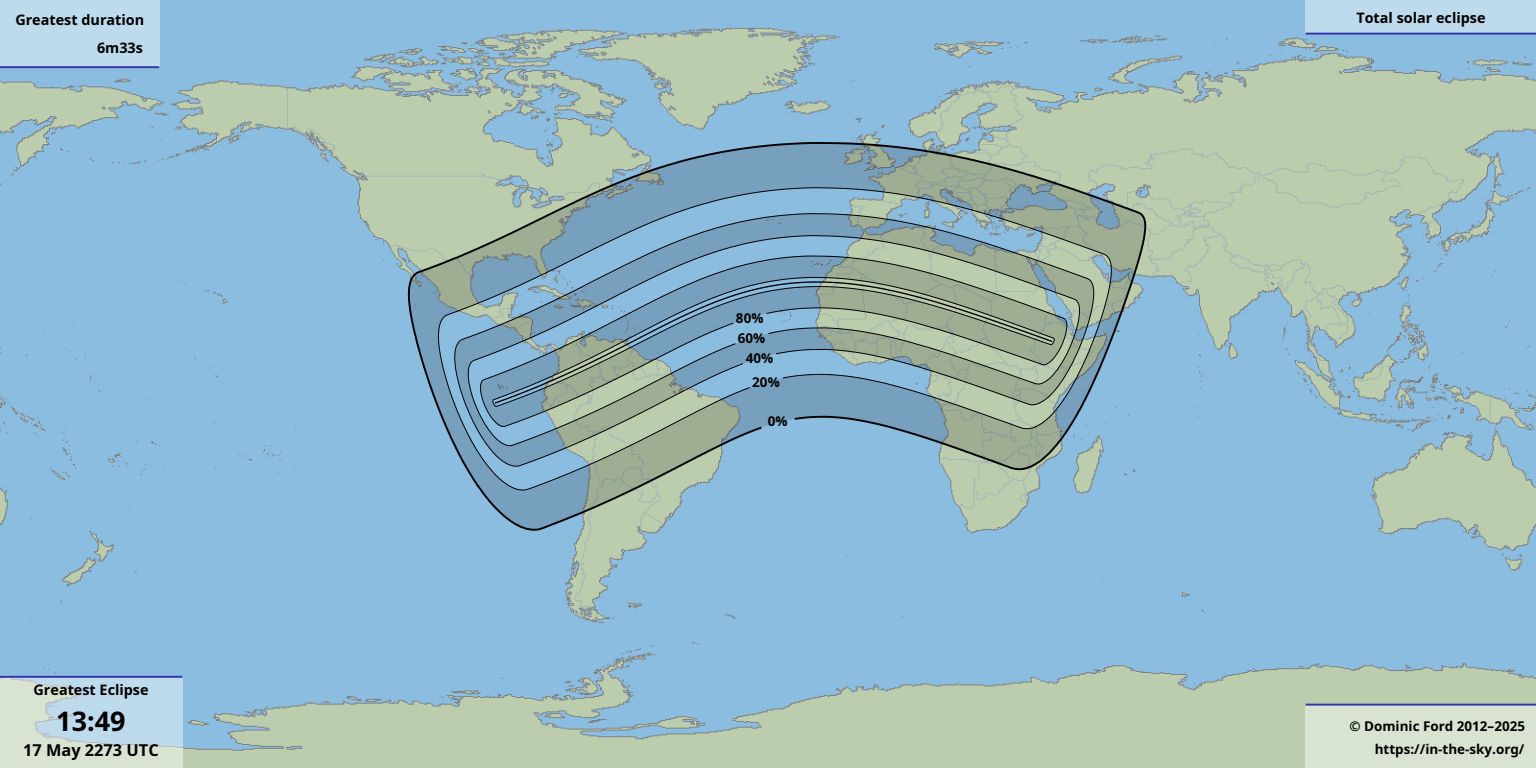 Greatest duration
6m33s
Total solar eclipse
80%
60%
40%
20%
0%
Greatest Eclipse
13:49
17 May 2273 UTC
© Dominic Ford 2012–2025
https://in-the-sky.org/